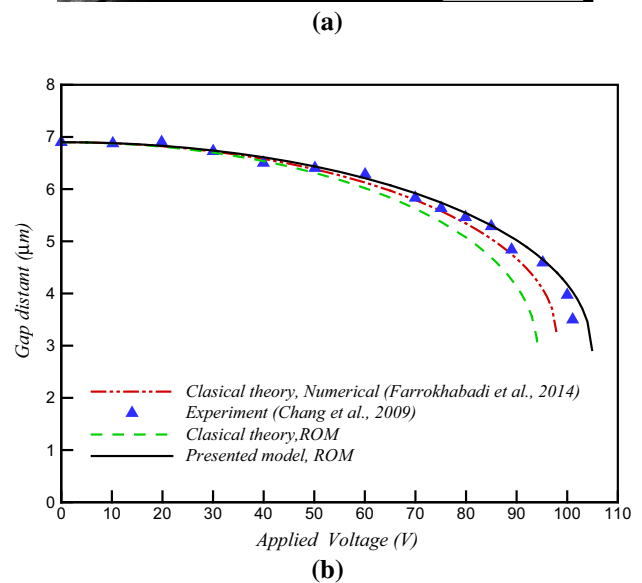 (a)
8
7
6
5
4
3
2
1
0
Gap distant (μm)
Clasical theory, Numerical (Farrokhabadi et al., 2014)
Experiment (Chang et al., 2009)
Clasical theory,ROM
Presented model, ROM
0 10 20 30 40 50 60 70 80 90 100 110
Applied Voltage (V)
(b)